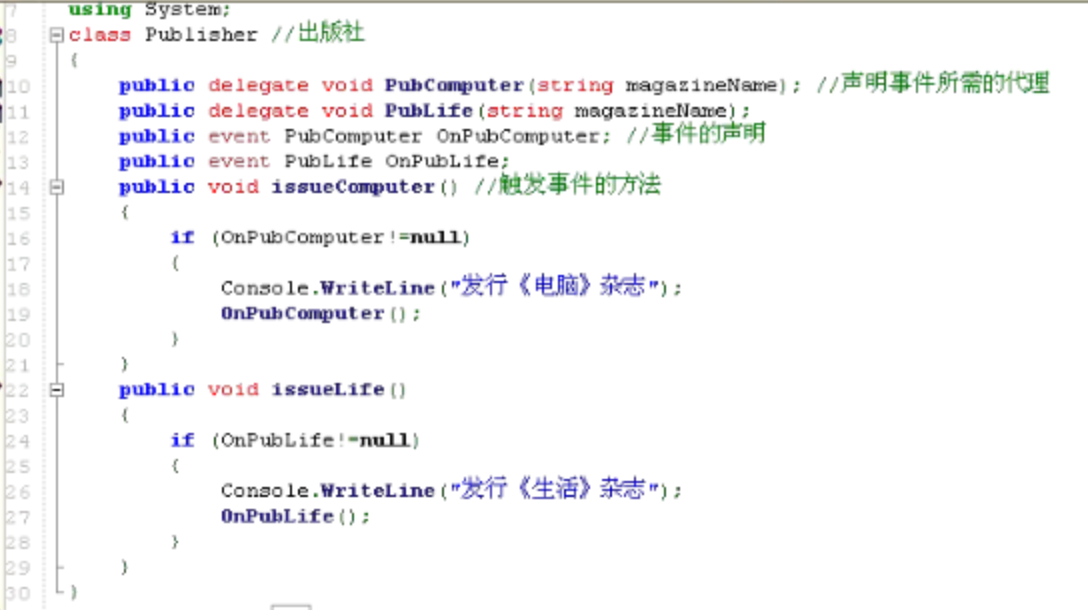 7 using System;
8 class Publisher //出版社
9 {
10 public delegate void PubComputer(string magazineName); //声明事件所需的代理
11 public delegate void PubLife(string magazineName);
12 public event PubComputer OnPubComputer; //事件的声明
13 public event PubLife OnPubLife;
14 public void issueComputer() //触发事件的方法
15 {
16 if (OnPubComputer!=null)
17 {
18 Console.WriteLine("发行《电脑》杂志");
19 OnPubComputer();
20 }
21 }
22 public void issueLife()
23 {
24 if (OnPubLife!=null)
25 {
26 Console.WriteLine("发行《生活》杂志");
27 OnPubLife();
28 }
29 }
30 }